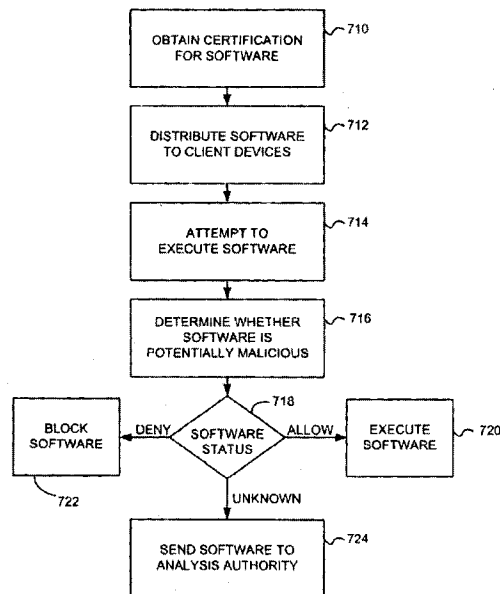 OBTAIN CERTIFICATION
FOR SOFTWARE
710
DISTRIBUTE SOFTWARE
TO CLIENT DEVICES
712
ATTEMPT TO
EXECUTE SOFTWARE
714
DETERMINE WHETHER
SOFTWARE IS
POTENTIALLY MALICIOUS
716
718
BLOCK
SOFTWARE
722
DENY
SOFTWARE
STATUS
ALLOW
EXECUTE
SOFTWARE
720
UNKNOWN
SEND SOFTWARE TO
ANALYSIS AUTHORITY
724